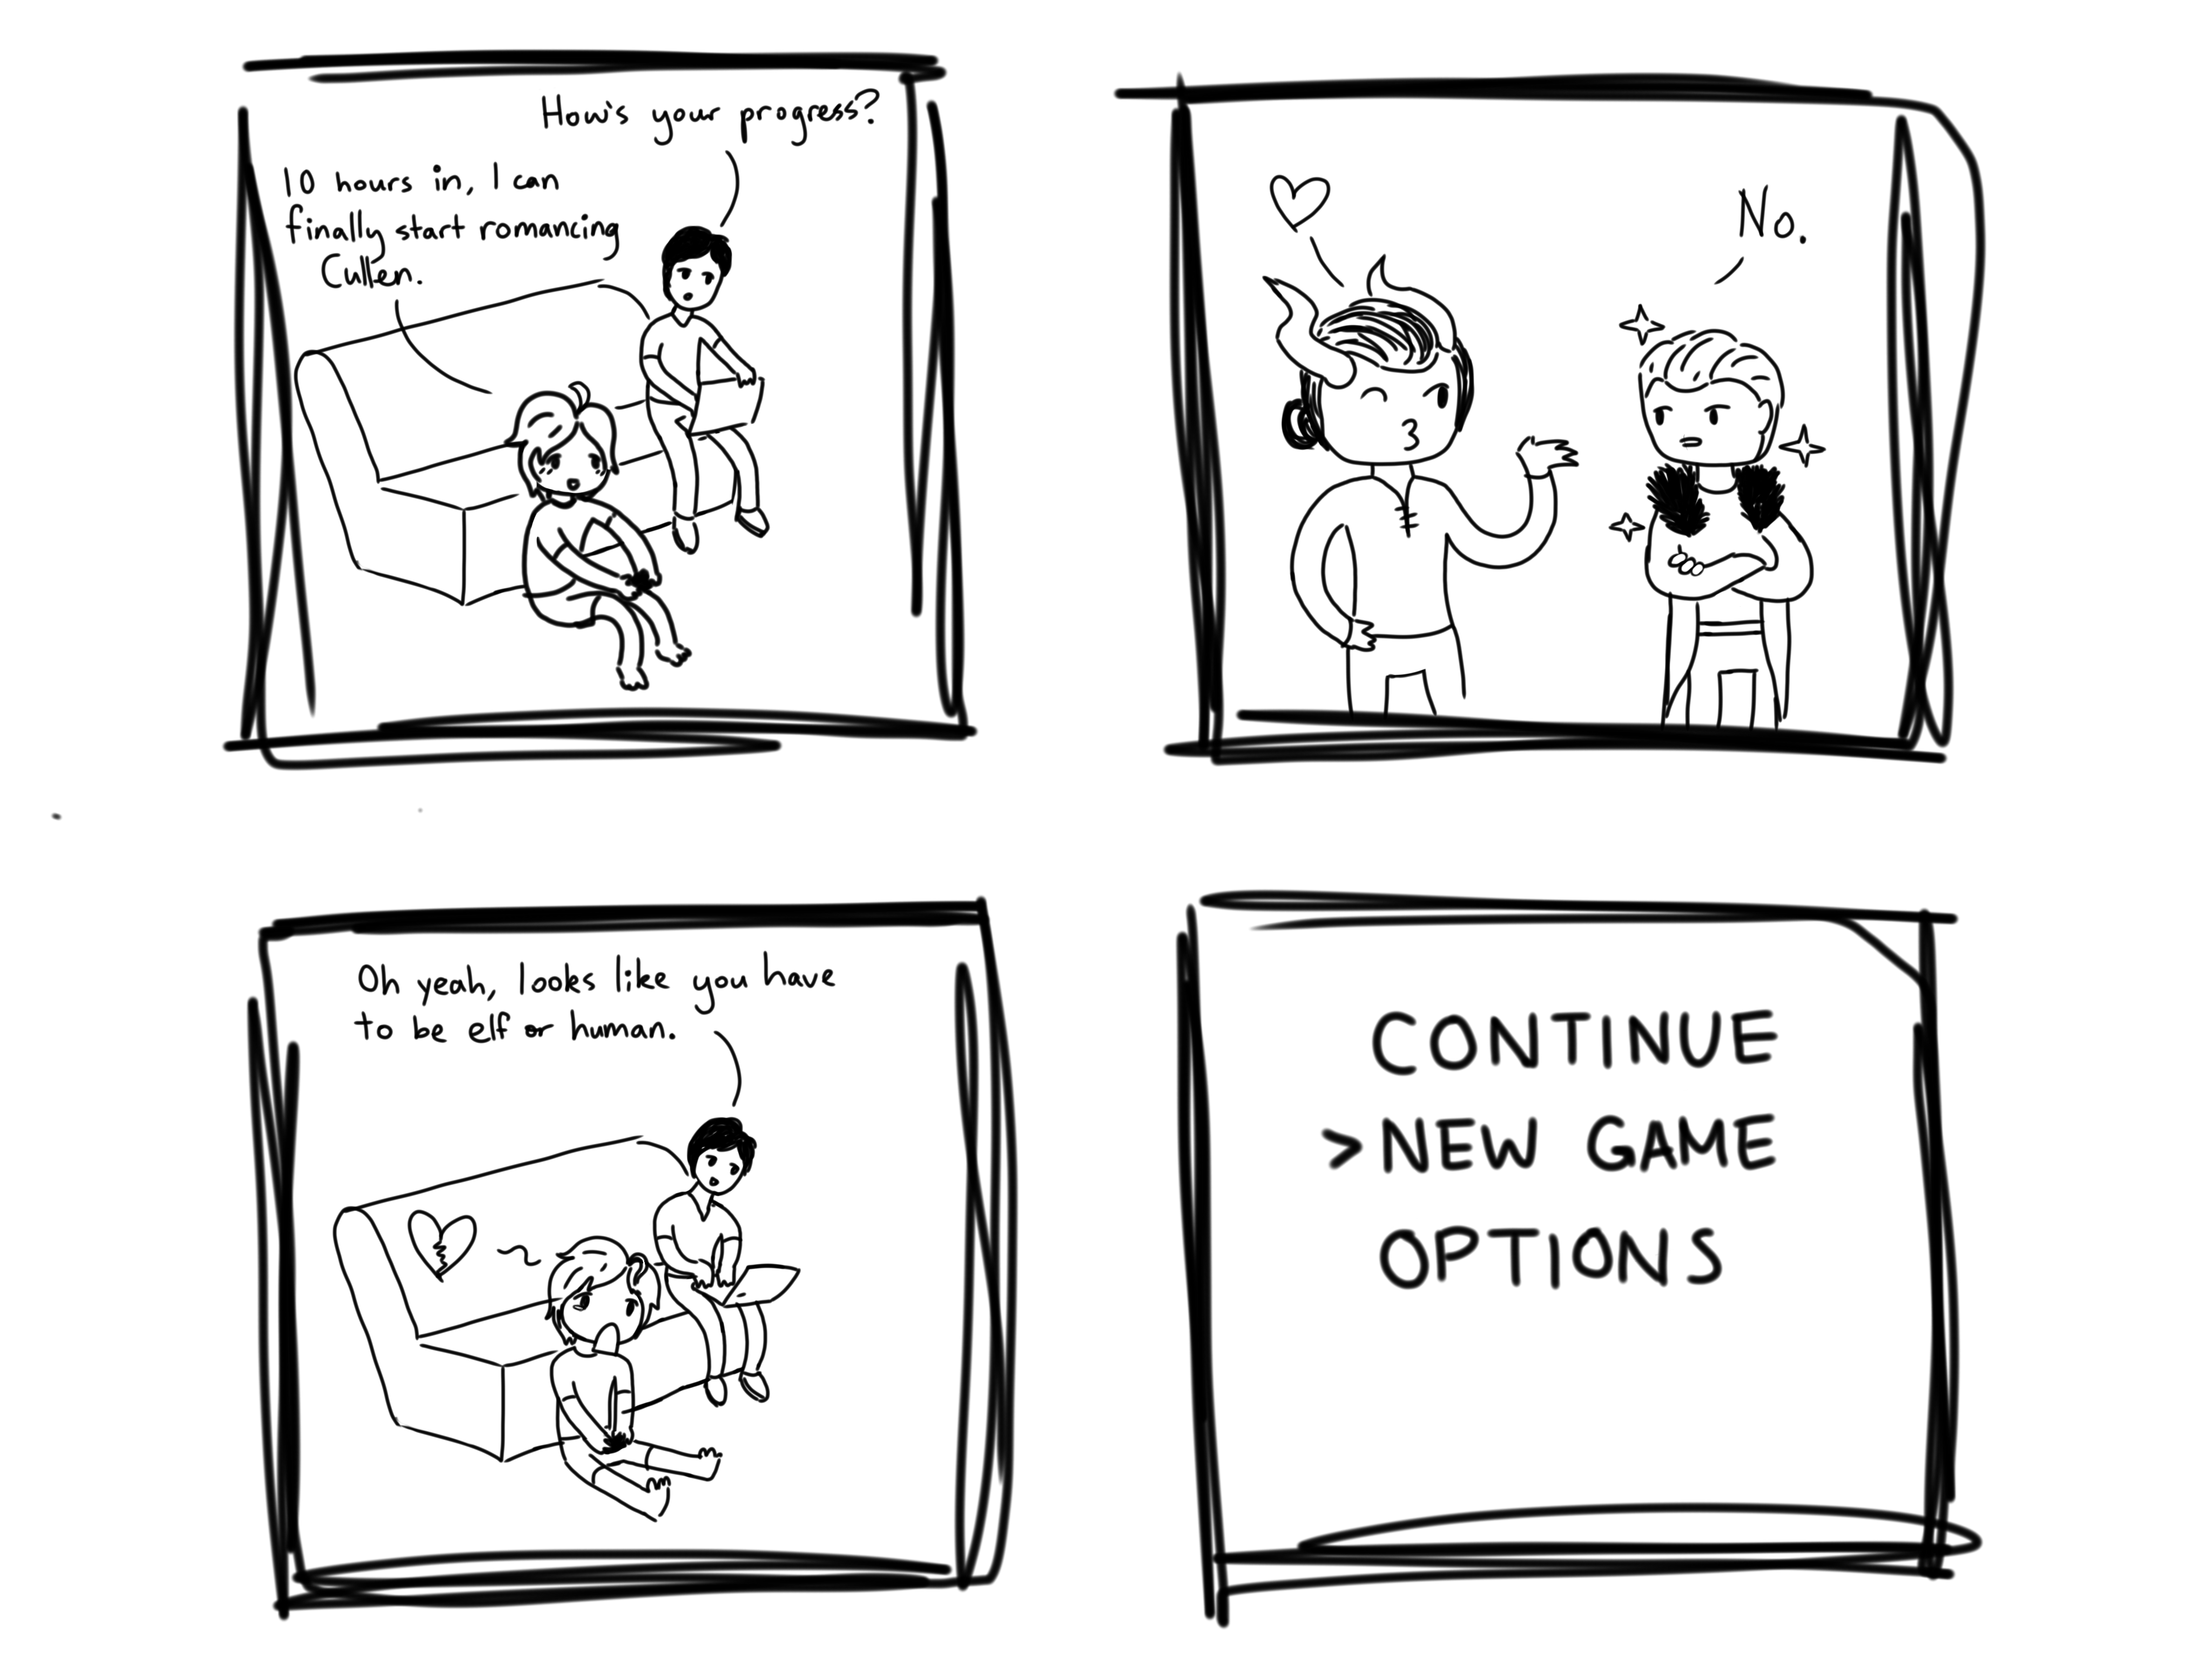 How's your progress?
10 hours in, I can
finally start romancing
Cullen.
No.
Oh yeah, looks like you have
to be elf or human.
CONTINUE
>NEW GAME
OPTIONS